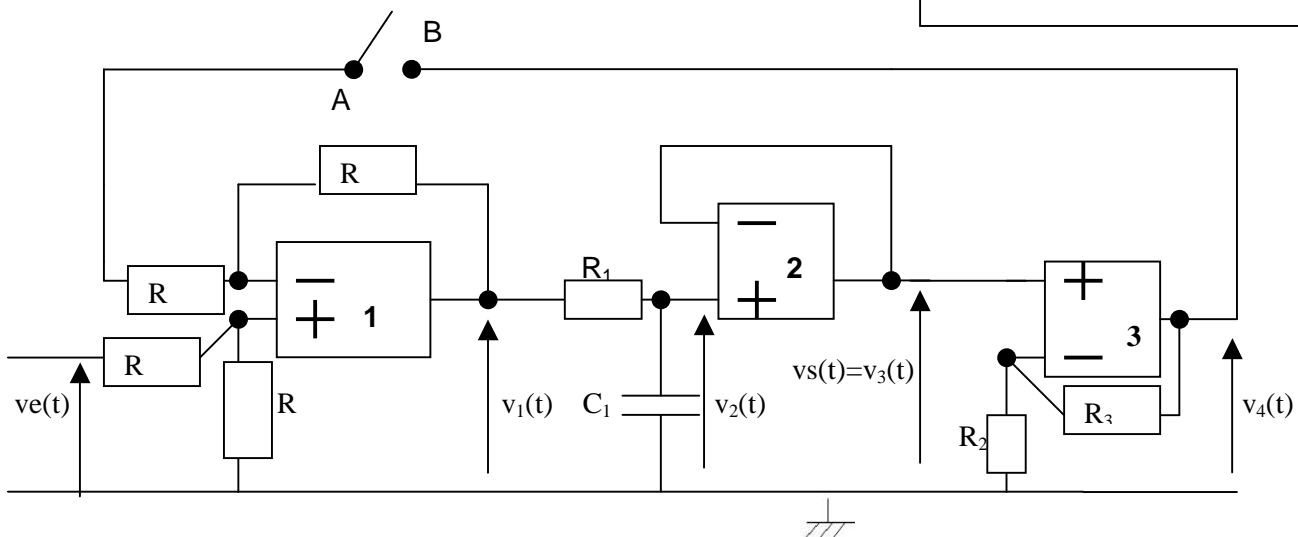 B
A
R
R₁
2
R
1
3
R
R
ve(t)
v₁(t)
C₁
v₂(t)
vs(t)=v₃(t)
R₂
R₃
v₄(t)